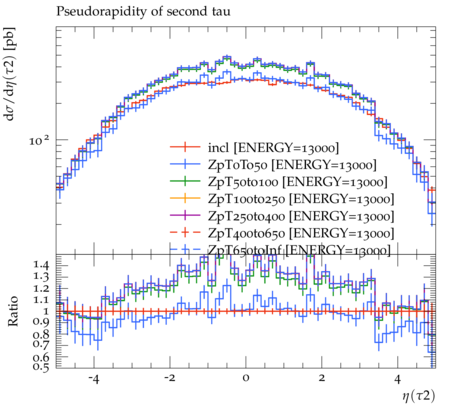 Pseudorapidity of second tau
dσ/dη(τ2) [pb]
10²
incl [ENERGY=13000]
ZpT0To50 [ENERGY=13000]
ZpT50to100 [ENERGY=13000]
ZpT100to250 [ENERGY=13000]
ZpT250to400 [ENERGY=13000]
ZpT400to650 [ENERGY=13000]
ZpT650toInf [ENERGY=13000]
Ratio
1.4
1.3
1.2
1.1
1
0.9
0.8
0.7
0.6
0.5
-4 -2 0 2 4
η(τ2)